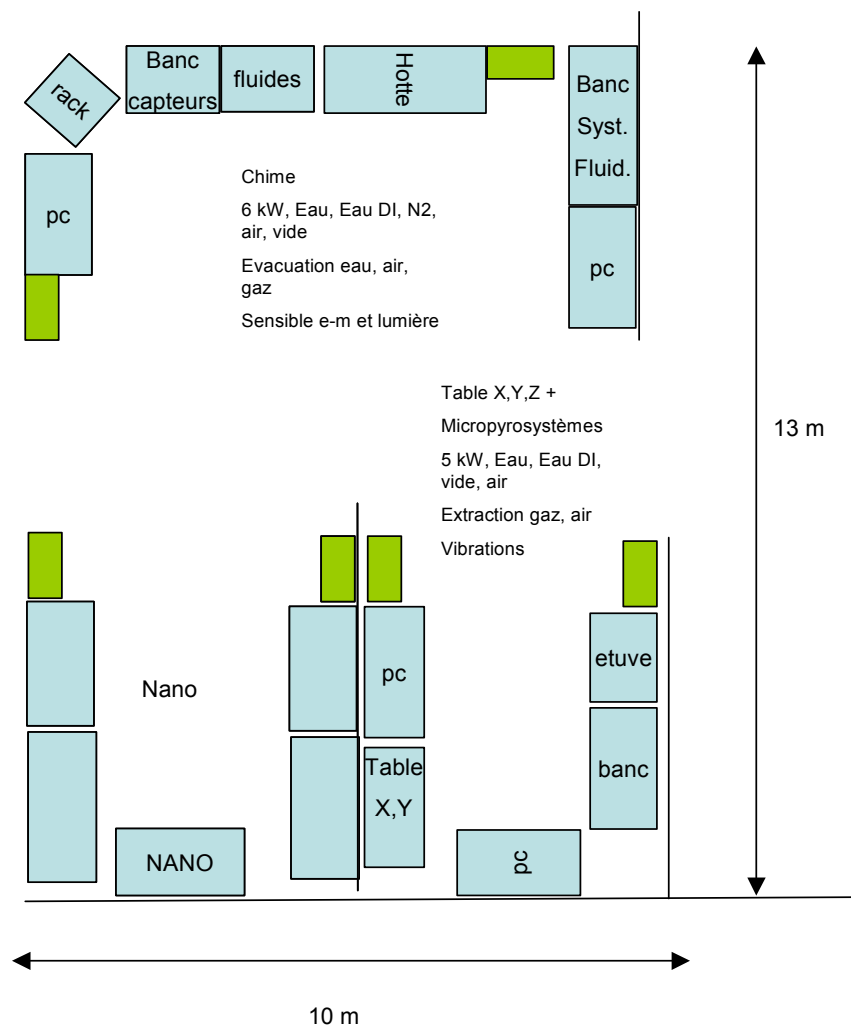 rack
Banc
capteurs
fluides
Hotte
Banc
Syst.
Fluid.
pc
pc
Chime
6 kW, Eau, Eau DI, N2,
air, vide
Evacuation eau, air,
gaz
Sensible e-m et lumière
Table X,Y,Z +
Micropyrosystèmes
5 kW, Eau, Eau DI,
vide, air
Extraction gaz, air
Vibrations
13 m
Nano
NANO
pc
Table
X,Y
pc
etuve
banc
10 m